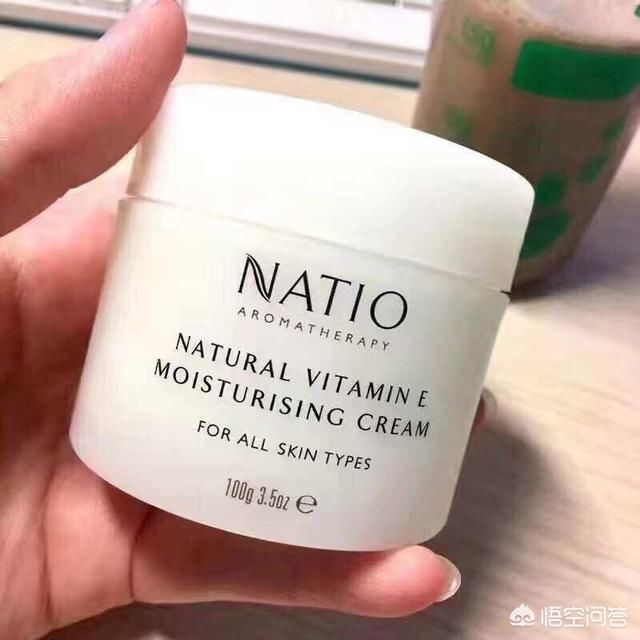 NATIO
AROMATHERAPY
NATURAL VITAMIN E
MOISTURISING CREAM
FOR ALL SKIN TYPES
100g 3.5oz ℮
悟空问答